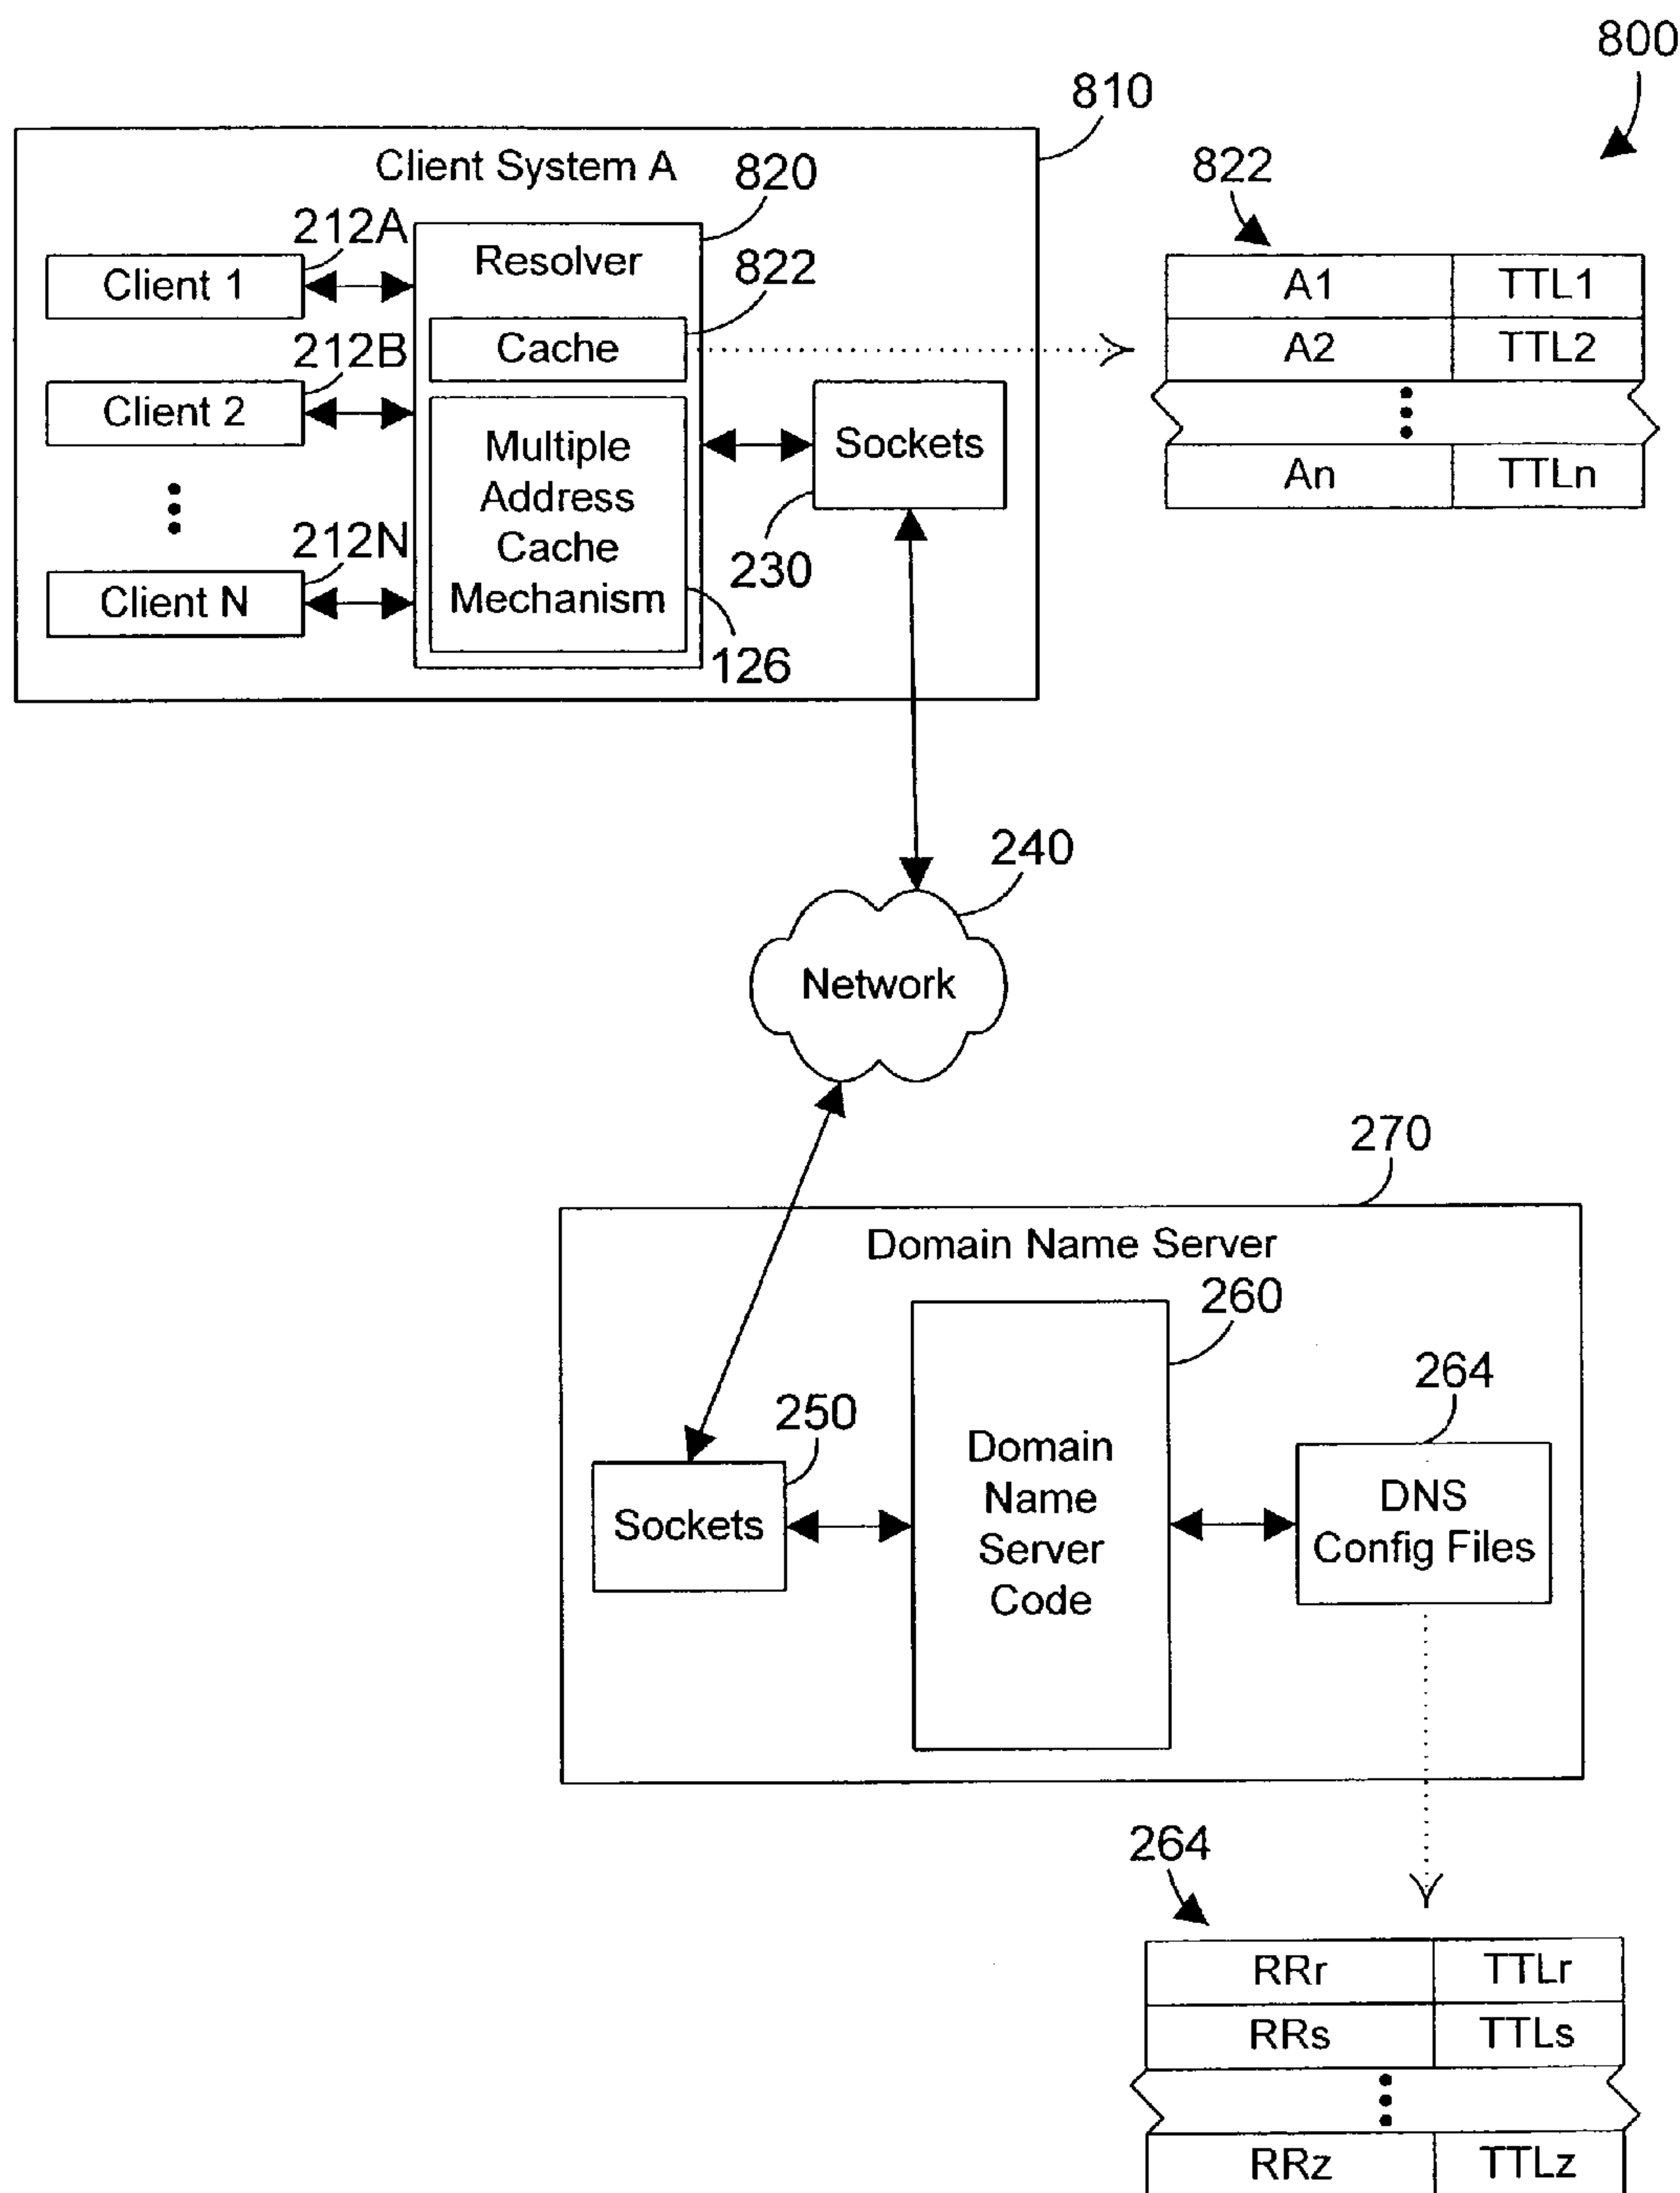 800
810
Client System A
820
822
212A
Resolver
822
Client 1
A1 TTL1
212B
Cache
A2 TTL2
Client 2
Multiple
Address
Cache
Mechanism
Sockets
An TTLn
212N
230
Client N
126
240
Network
270
Domain Name Server
260
264
250
Domain
Name
Server
Code
DNS
Config Files
Sockets
264
RRr TTLr
RRs TTLs
RRz TTLz